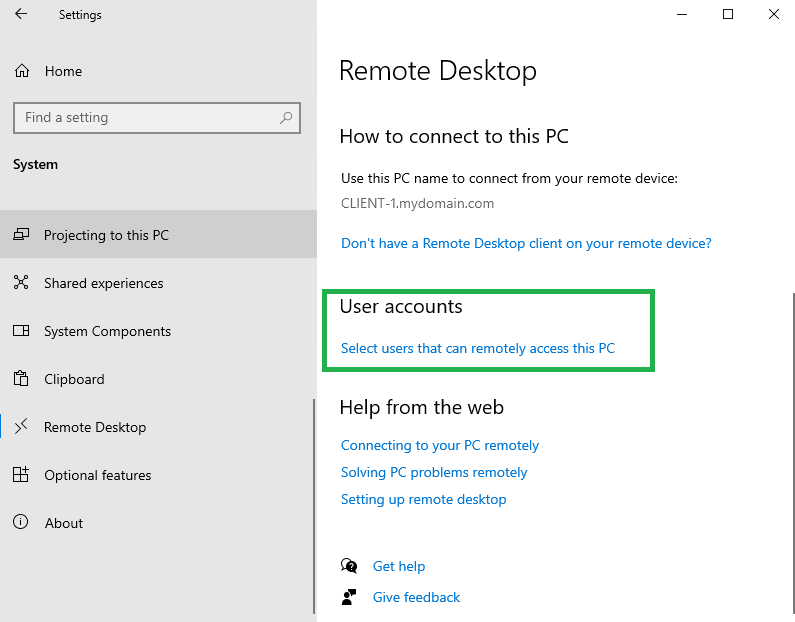 Settings
Home
Find a setting
System
Projecting to this PC
Shared experiences
System Components
Clipboard
Remote Desktop
Optional features
About
Remote Desktop
How to connect to this PC
Use this PC name to connect from your remote device:
CLIENT-1.mydomain.com
Don't have a Remote Desktop client on your remote device?
User accounts
Select users that can remotely access this PC
Help from the web
Connecting to your PC remotely
Solving PC problems remotely
Setting up remote desktop
Get help
Give feedback